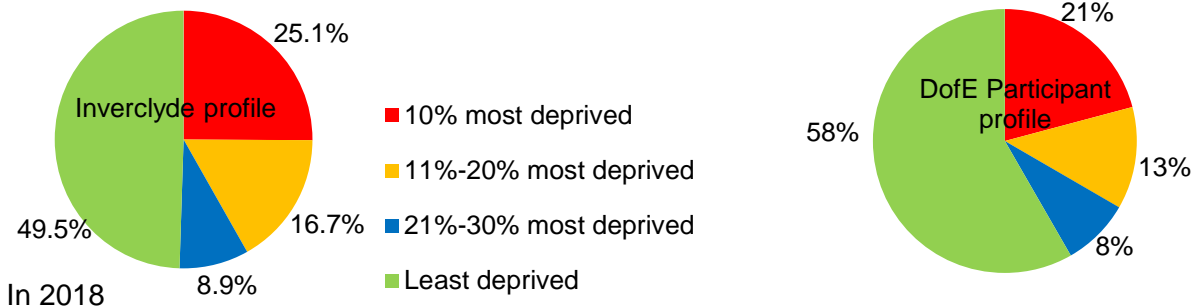 25.1%
Inverclyde profile
49.5%
16.7%
8.9%
In 2018
10% most deprived
11%-20% most deprived
21%-30% most deprived
Least deprived
21%
DofE Participant
profile
58%
13%
8%